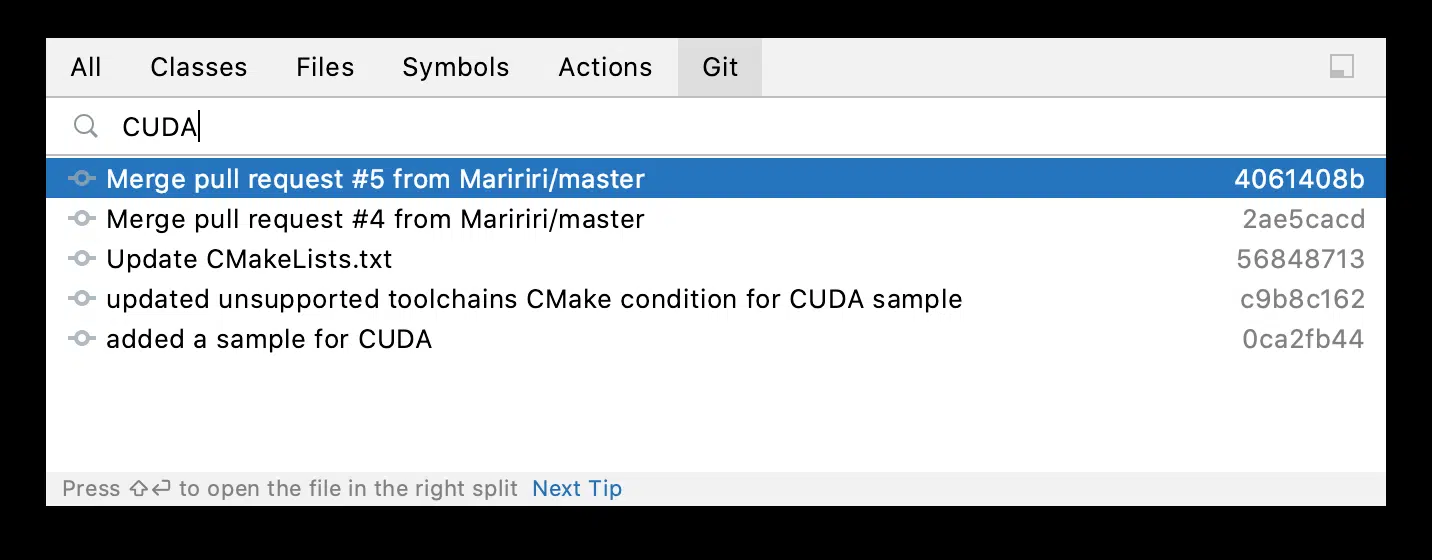 All Classes Files Symbols Actions Git
CUDA
Merge pull request #5 from Maririri/master 4061408b
Merge pull request #4 from Maririri/master 2ae5cacd
Update CMakeLists.txt 56848713
updated unsupported toolchains CMake condition for CUDA sample c9b8c162
added a sample for CUDA 0ca2fb44
Press ⇧⏎ to open the file in the right split Next Tip